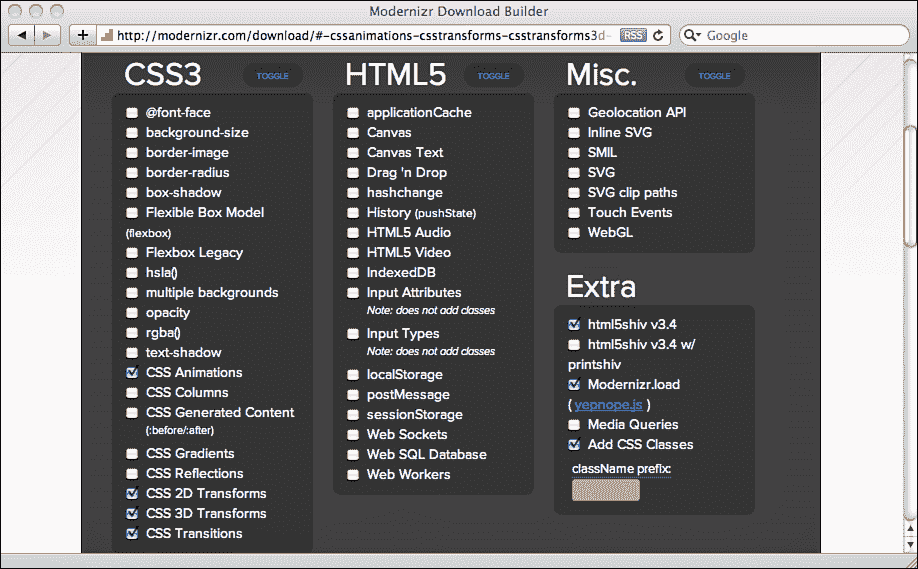 Modernizr Download Builder
http://modernizr.com/download/#-cssanimations-csstransforms-csstransforms3d-
RSS
Google
CSS3
TOGGLE
@font-face
background-size
border-image
border-radius
box-shadow
Flexible Box Model
(flexbox)
Flexbox Legacy
hsla()
multiple backgrounds
opacity
rgba()
text-shadow
CSS Animations
CSS Columns
CSS Generated Content
(:before/:after)
CSS Gradients
CSS Reflections
CSS 2D Transforms
CSS 3D Transforms
CSS Transitions
HTML5
TOGGLE
applicationCache
Canvas
Canvas Text
Drag 'n Drop
hashchange
History (pushState)
HTML5 Audio
HTML5 Video
IndexedDB
Input Attributes
Note: does not add classes
Input Types
Note: does not add classes
localStorage
postMessage
sessionStorage
Web Sockets
Web SQL Database
Web Workers
Misc.
TOGGLE
Geolocation API
Inline SVG
SMIL
SVG
SVG clip paths
Touch Events
WebGL
Extra
html5shiv v3.4
html5shiv v3.4 w/
printshiv
Modernizr.load
( yepnope.js )
Media Queries
Add CSS Classes
className prefix: